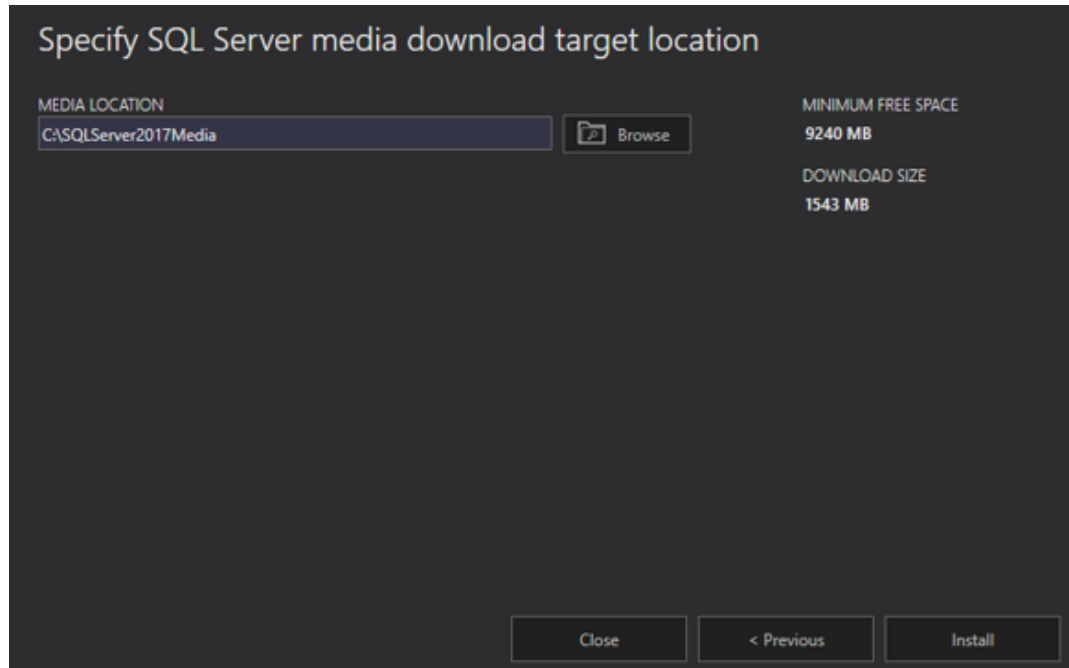 Specify SQL Server media download target location
MEDIA LOCATION
C:\SQLServer2017Media
Browse
MINIMUM FREE SPACE
9240 MB
DOWNLOAD SIZE
1543 MB
Close
< Previous
Install